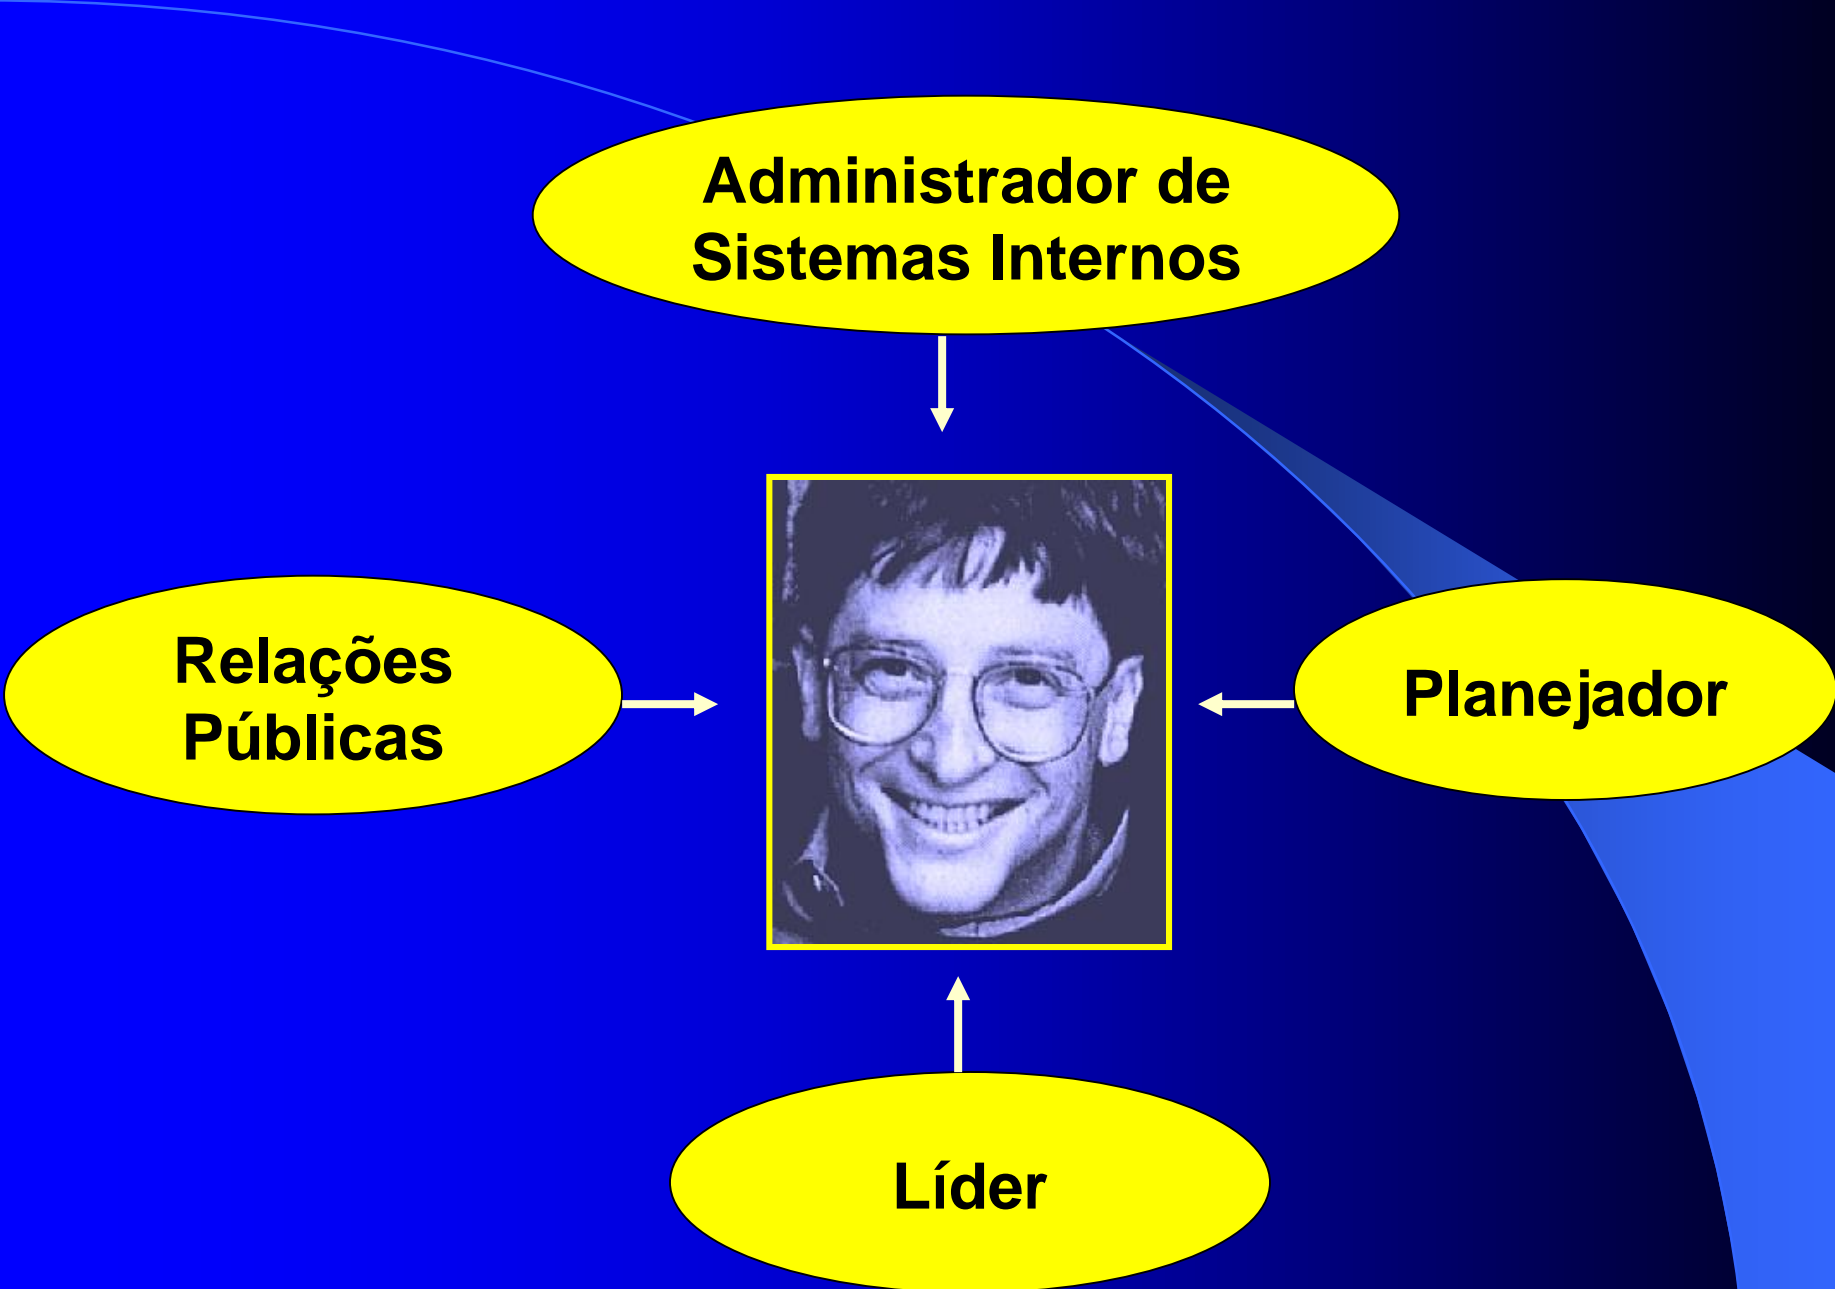 Administrador de
Sistemas Internos
Relações
Públicas
Planejador
Líder